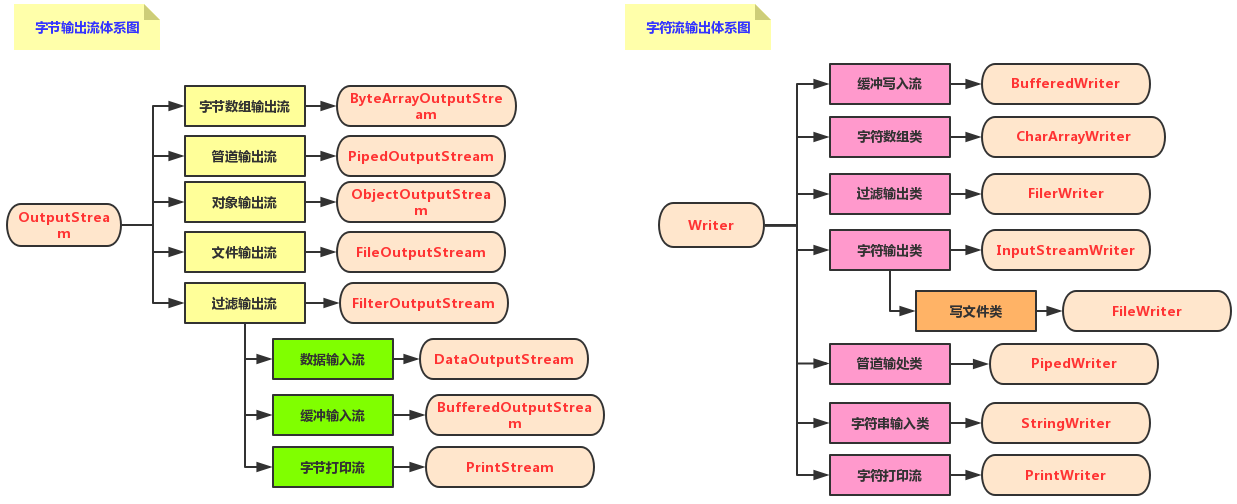 字节输出流体系图
字节数组输出流
ByteArrayOutputStre
am
管道输出流
PipedOutputStream
对象输出流
ObjectOutputStrea
m
OutputStrea
m
文件输出流
FileOutputStream
过滤输出流
FilterOutputStream
数据输入流
DataOutputStream
缓冲输入流
BufferedOutputStrea
m
字节打印流
PrintStream
字符流输出体系图
缓冲写入流
BufferedWriter
字符数组类
CharArrayWriter
过滤输出类
FilerWriter
Writer
字符输出类
InputStreamWriter
写文件类
FileWriter
管道输处类
PipedWriter
字符串输入类
StringWriter
字符打印流
PrintWriter